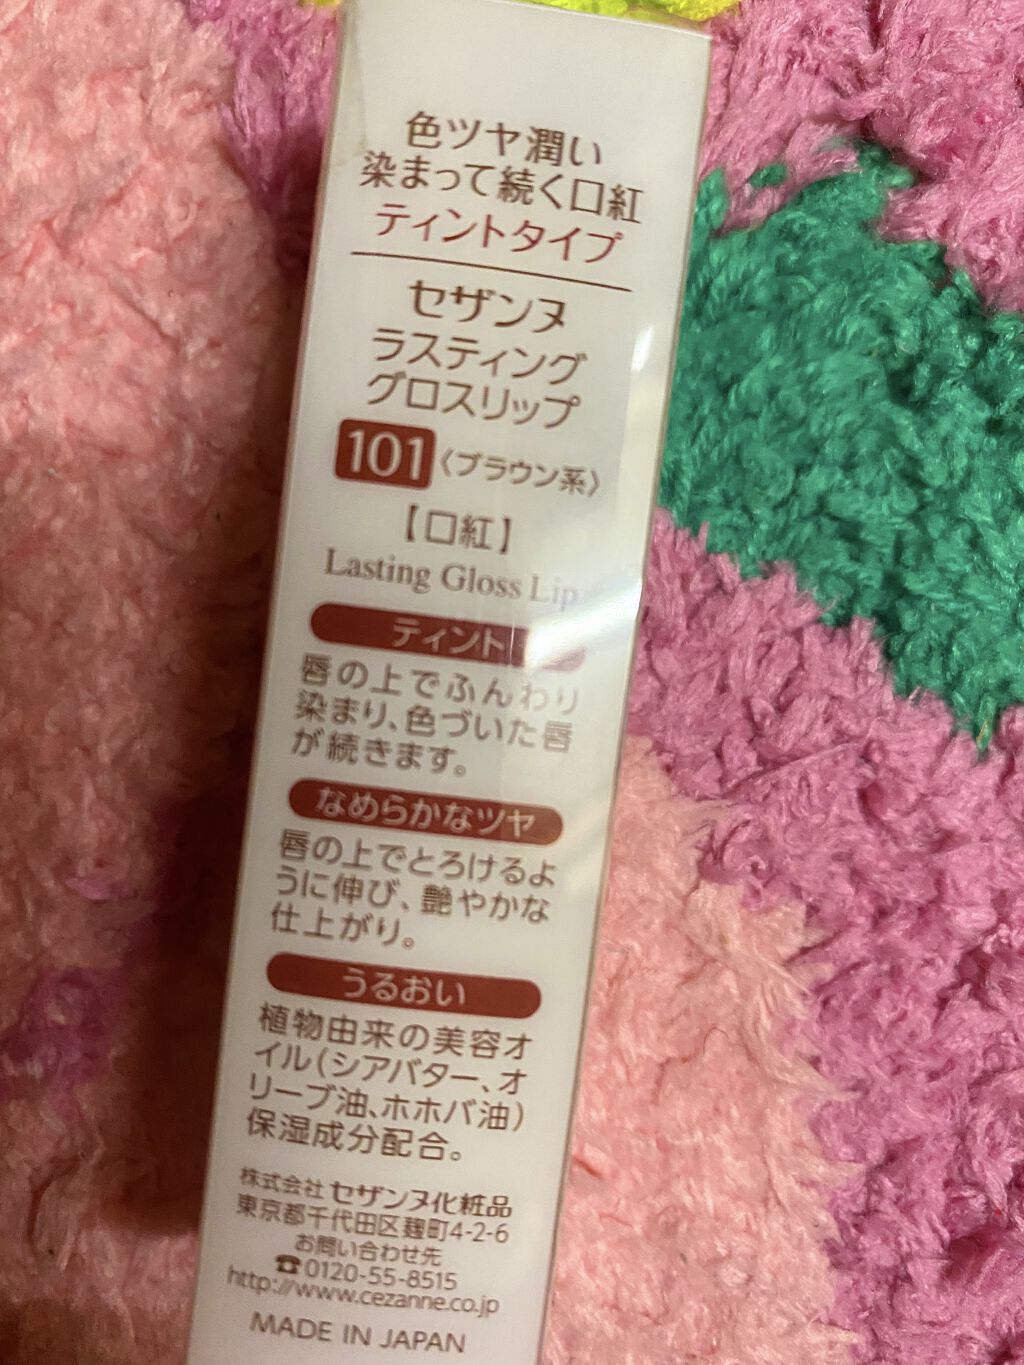 色ツヤ潤い
染まって続く口紅
ティントタイプ
セザンヌ
ラスティング
グロスリップ
101〈ブラウン系〉
【口紅】
Lasting Gloss Lip
ティント
唇の上でふんわり
染まり、色づいた唇
が続きます。
なめらかなツヤ
唇の上でとろけるよ
うに伸び、艶やかな
仕上がり。
うるおい
植物由来の美容オ
イル(シアバター、オ
リーブ油、ホホバ油)
保湿成分配合。
株式会社 セザンヌ化粧品
東京都千代田区麹町4-2-6
お問い合わせ先
☎0120-55-8515
http://www.cezanne.co.jp
MADE IN JAPAN